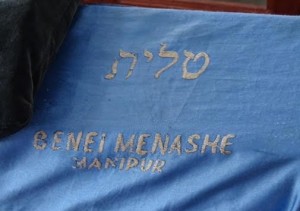 טלית
BENEI MENASHE
MANIPUR